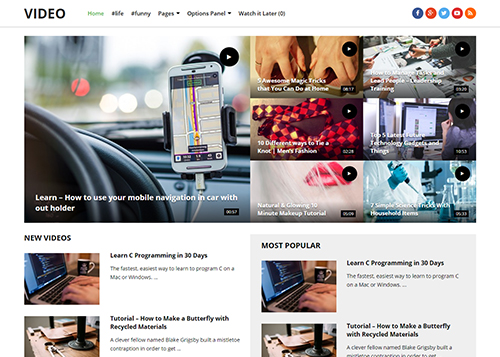 VIDEO
Home #life #funny Pages Options Panel Watch it Later (0)
Learn – How to use your mobile navigation in car with
out holder
00:57
5 Awesome Magic Tricks
that You Can do at Home
08:17
How to Manage Tasks and
Lead People – Leadership
Training
09:20
10 Different ways to Tie a
Knot | Men's Fashion
02:28
Top 5 Latest Future
Technology Gadgets and
Things
10:53
Natural & Glowing 10
Minute Makeup Tutorial
05:09
7 Simple Science Tricks With
Household Items
05:33
NEW VIDEOS
Learn C Programming in 30 Days
The fastest, easiest way to learn to program C on a
Mac or Windows. ...
Tutorial – How to Make a Butterfly with
Recycled Materials
A clever fellow named Blake Grigsby built a
mistletoe contraption in order to get ...
MOST POPULAR
Learn C Programming in 30 Days
The fastest, easiest way to learn to program C
on a Mac or Windows. ...
Tutorial – How to Make a Butterfly
with Recycled Materials
A clever fellow named Blake Grigsby built a
mistletoe contraption in order to get ...